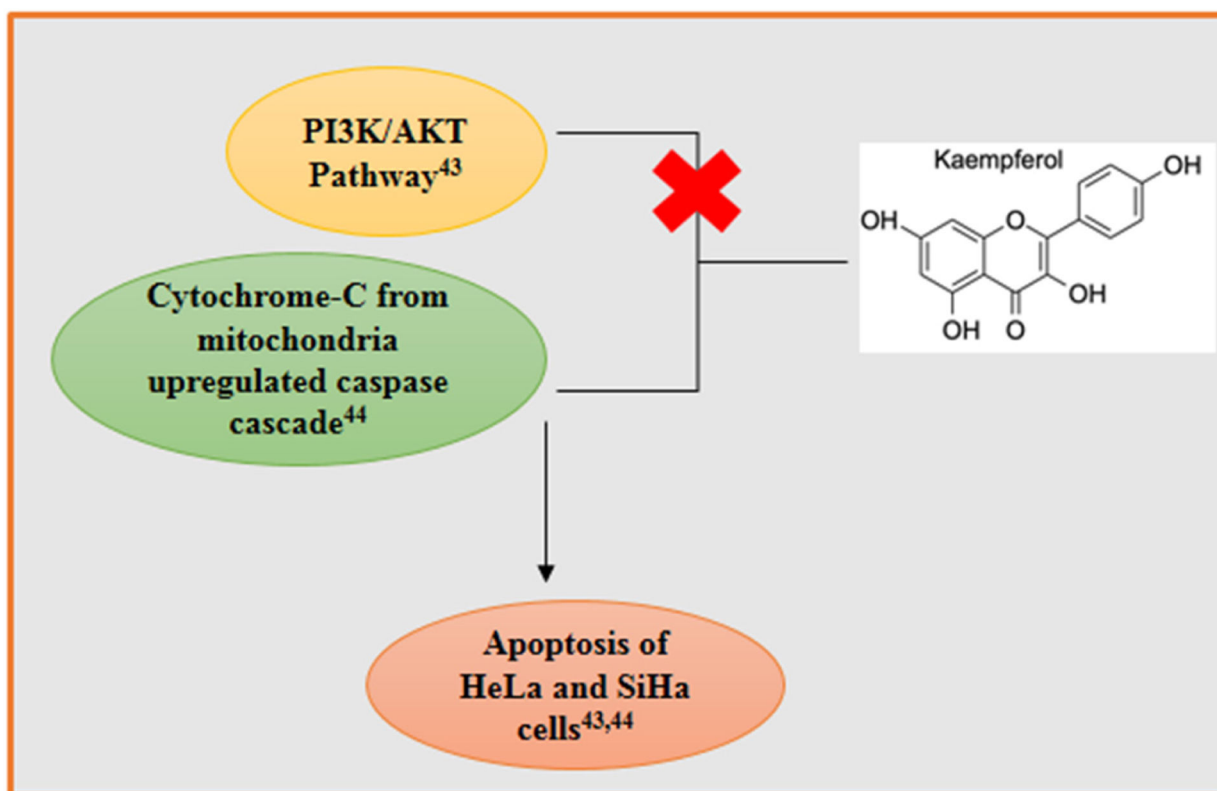 PI3K/AKT
Pathway43
Kaempferol
OH
OH
O
OH
OH
O
Cytochrome-C from
mitochondria
upregulated caspase
cascade44
Apoptosis of
HeLa and SiHa
cells43,44